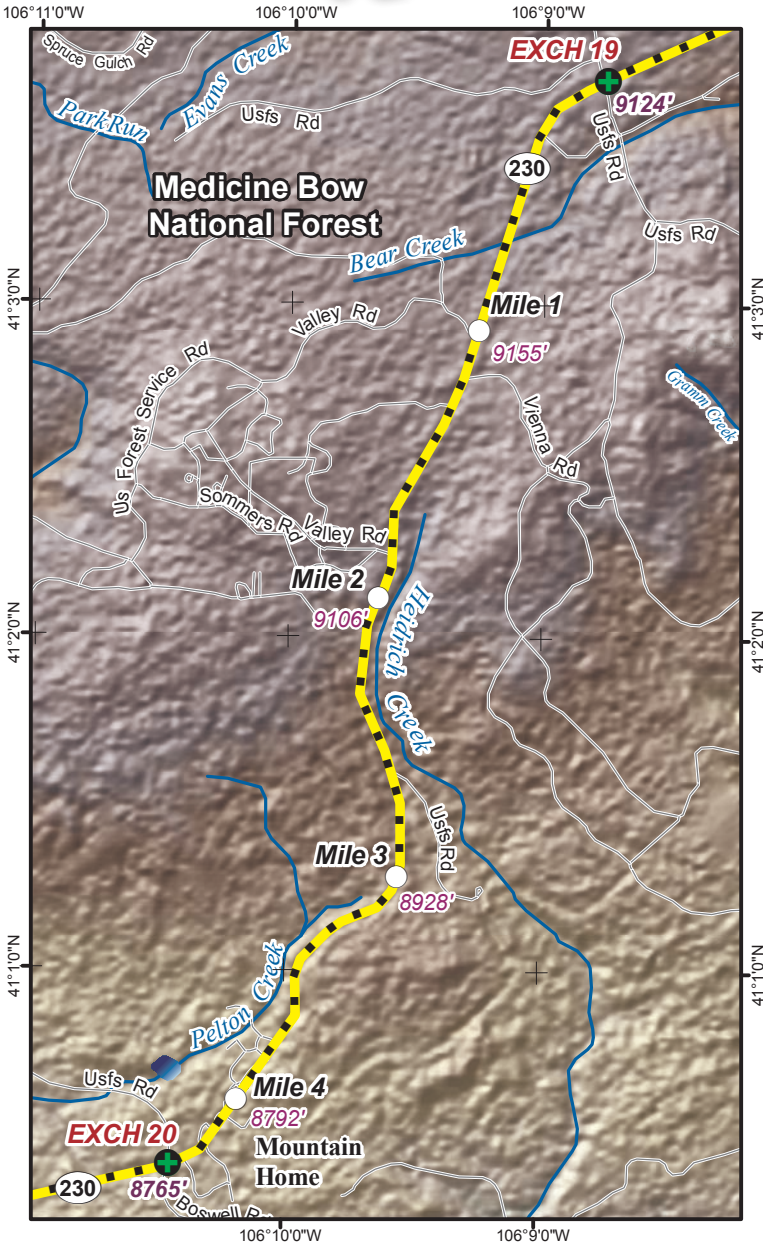 106°11'0"W
106°10'0"W
106°9'0"W
Spruce Gulch Rd
Evans Creek
EXCH 19
9124'
ParkRun
Usfs Rd
Usfs Rd
230
Medicine Bow
National Forest
Usfs Rd
Bear Creek
41°3'0"N
41°3'0"N
Mile 1
Valley Rd
9155'
Us Forest Service Rd
Gramm Creek
Vienna Rd
Sommers Rd
Valley Rd
Mile 2
9106'
Heidrich Creek
41°2'0"N
41°2'0"N
Usfs Rd
Mile 3
8928'
41°1'0"N
41°1'0"N
Pelton Creek
Usfs Rd
Mile 4
8792'
EXCH 20
Mountain
Home
8765'
230
Boswell Rd
106°10'0"W
106°9'0"W